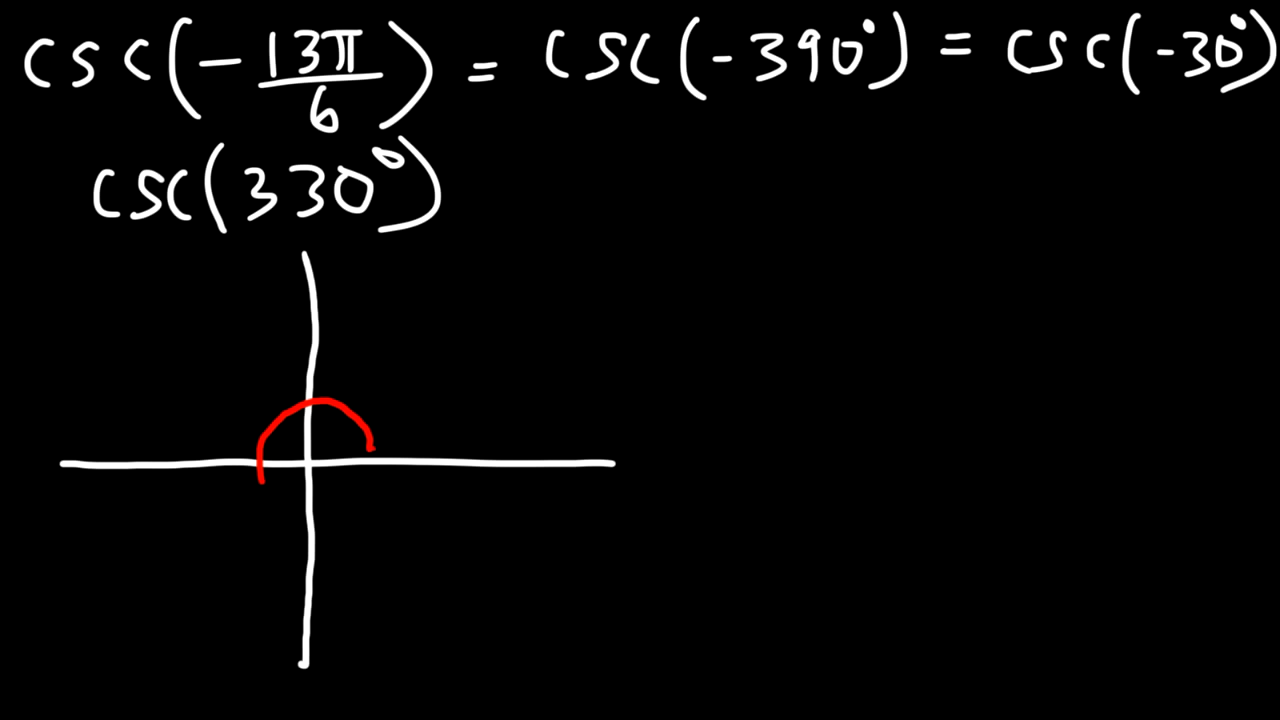 csc(-13π/6) = csc(-390°) = csc(-30°)
csc(330°)